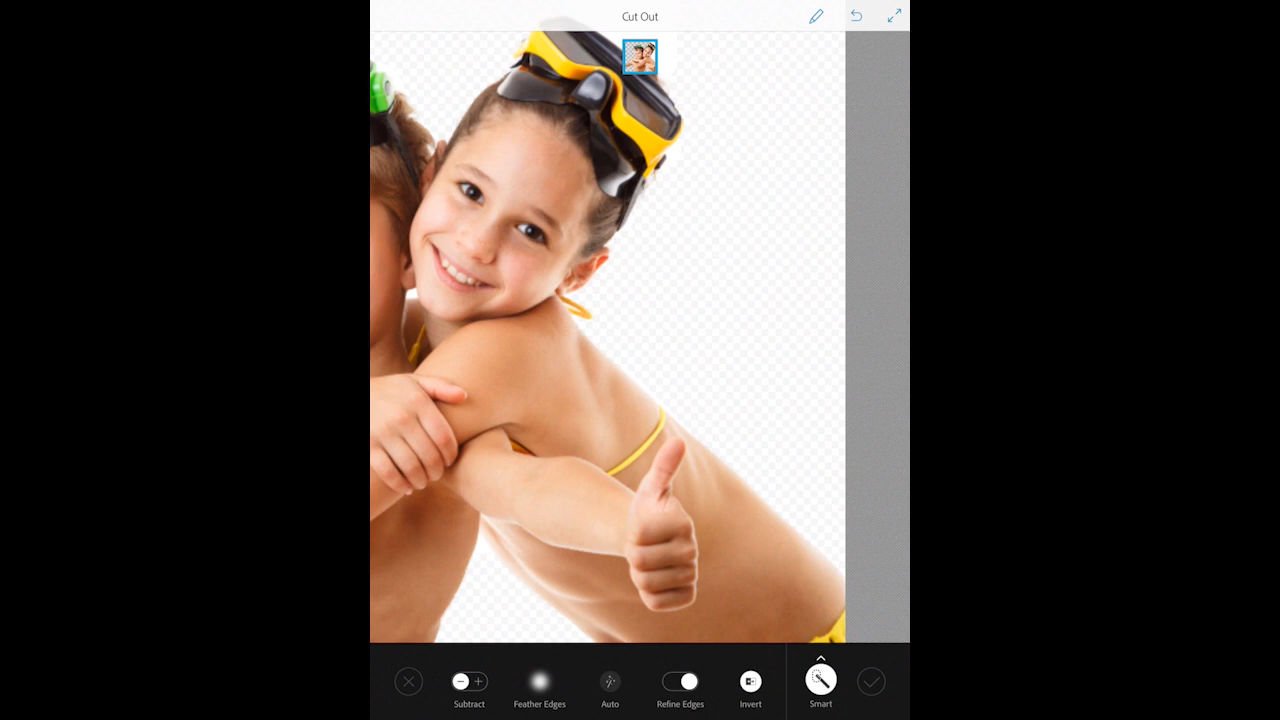 Cut Out
Subtract
Feather Edges
Auto
Refine Edges
Invert
Smart